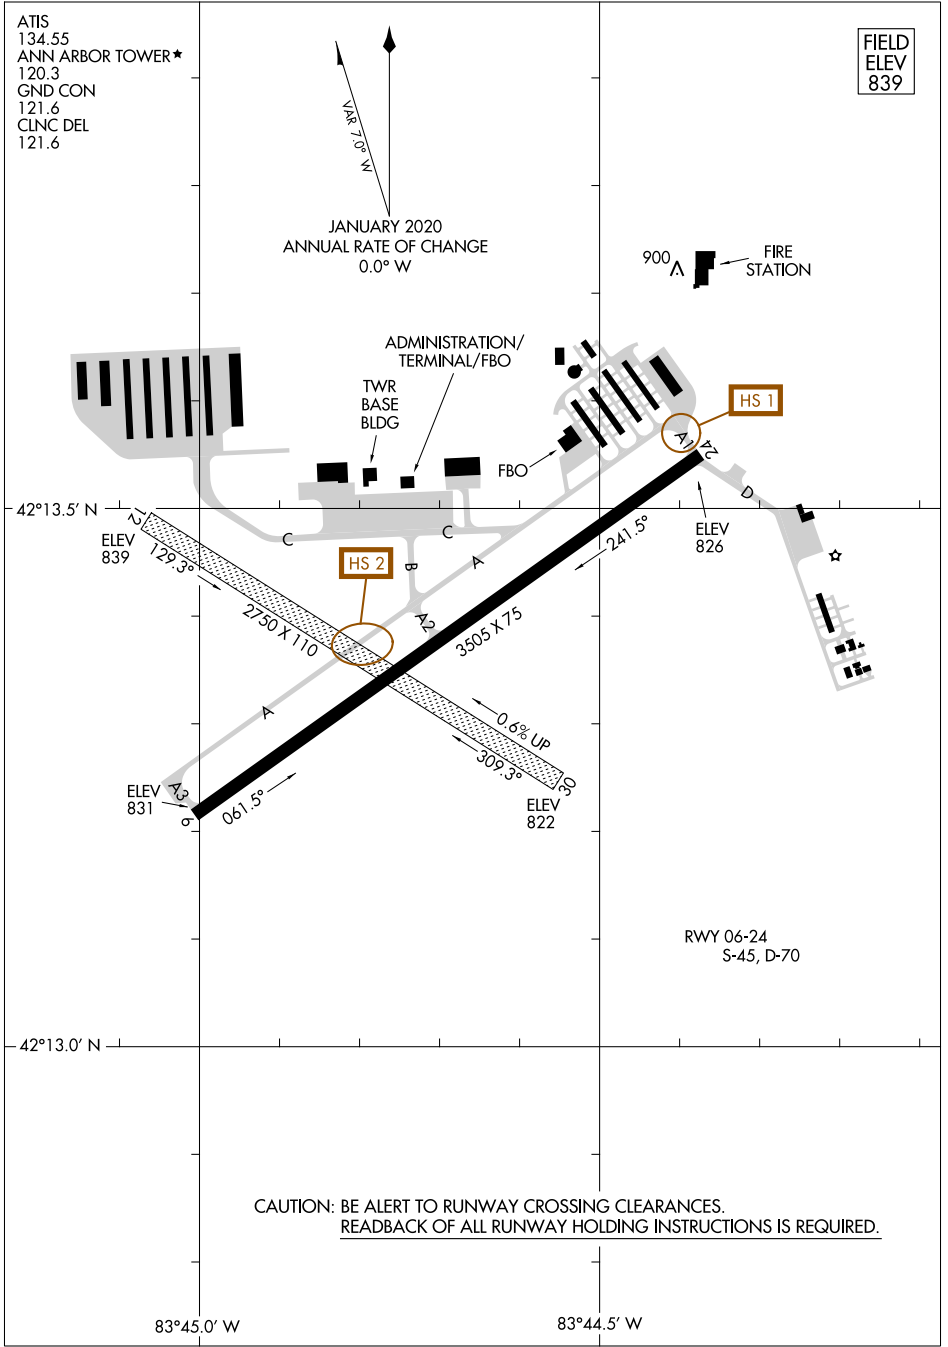 ATIS
134.55
ANN ARBOR TOWER★
120.3
GND CON
121.6
CLNC DEL
121.6
FIELD
ELEV
839
VAR 7.0° W
JANUARY 2020
ANNUAL RATE OF CHANGE
0.0° W
900
FIRE
STATION
ADMINISTRATION/
TERMINAL/FBO
TWR
BASE
BLDG
HS 1
FBO
A1
24
D
42°13.5' N
ELEV
839
12
129.3°
C
C
A
B
HS 2
241.5°
ELEV
826
2750 X 110
A2
3505 X 75
A
0.6% UP
309.3°
30
ELEV
822
ELEV
831
A3
6
061.5°
RWY 06-24
S-45, D-70
42°13.0' N
CAUTION: BE ALERT TO RUNWAY CROSSING CLEARANCES.
READBACK OF ALL RUNWAY HOLDING INSTRUCTIONS IS REQUIRED.
83°45.0' W
83°44.5' W